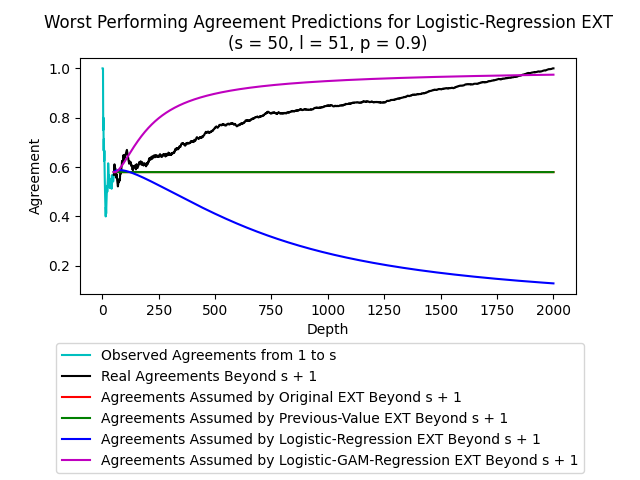 Worst Performing Agreement Predictions for Logistic-Regression EXT
(s = 50, l = 51, p = 0.9)
1.0
0.8
0.6
0.4
0.2
Agreement
0 250 500 750 1000 1250 1500 1750 2000
Depth
Observed Agreements from 1 to s
Real Agreements Beyond s + 1
Agreements Assumed by Original EXT Beyond s + 1
Agreements Assumed by Previous-Value EXT Beyond s + 1
Agreements Assumed by Logistic-Regression EXT Beyond s + 1
Agreements Assumed by Logistic-GAM-Regression EXT Beyond s + 1